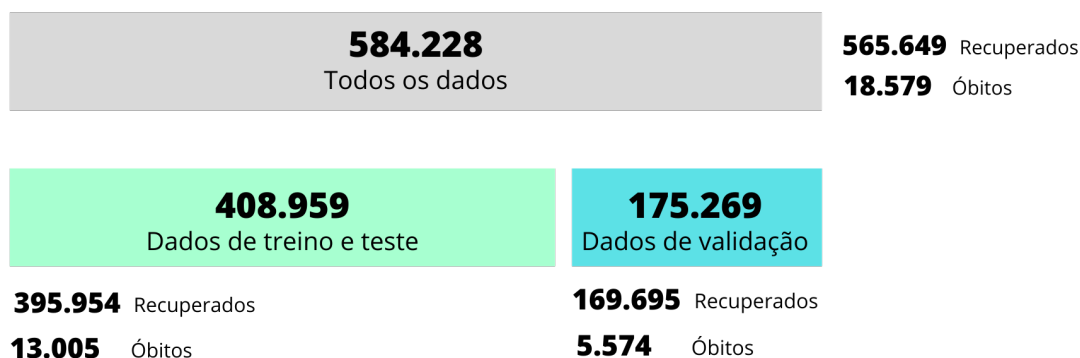 584.228
Todos os dados
565.649 Recuperados
18.579 Óbitos
408.959
Dados de treino e teste
175.269
Dados de validação
395.954 Recuperados
13.005 Óbitos
169.695 Recuperados
5.574 Óbitos